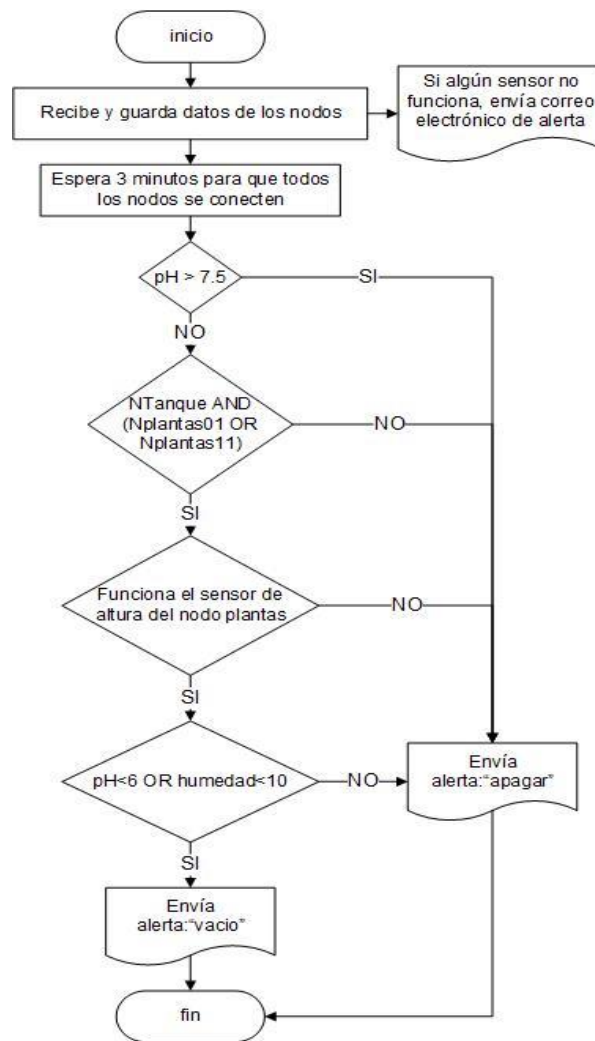 inicio
Recibe y guarda datos de los nodos
Si algún sensor no
funciona, envía correo
electrónico de alerta
Espera 3 minutos para que todos
los nodos se conecten
pH > 7.5
SI
NO
NTanque AND
(Nplantas01 OR
Nplantas11)
NO
SI
Funciona el sensor de
altura del nodo plantas
NO
SI
pH<6 OR humedad<10
NO
Envía
alerta:“apagar”
SI
Envía
alerta:“vacio”
fin